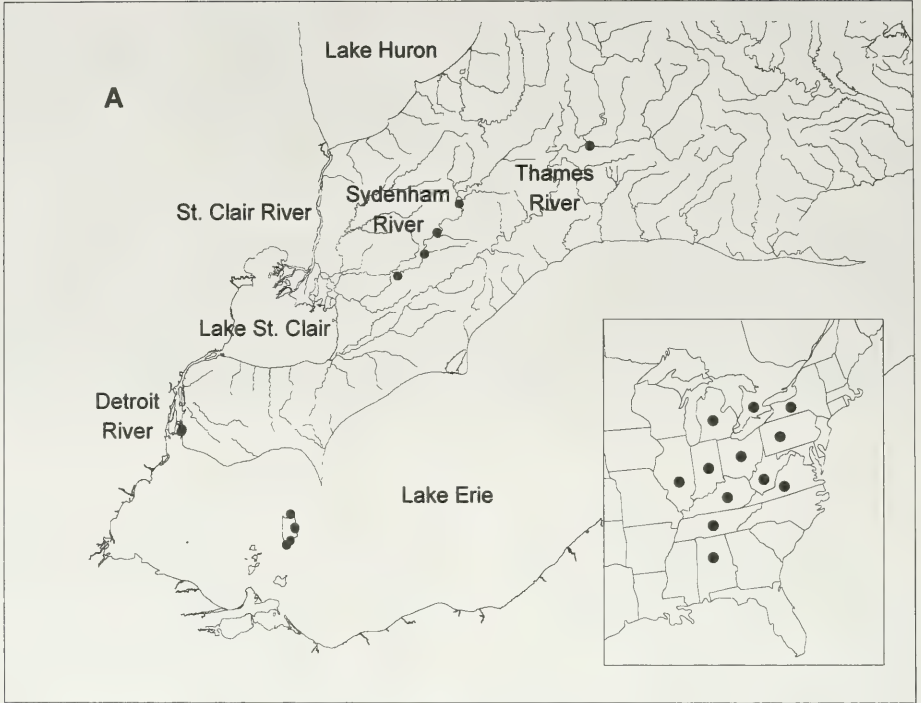 Lake Huron
A
Thames
River
Sydenham
River
St. Clair River
Lake St. Clair
Detroit
River
Lake Erie